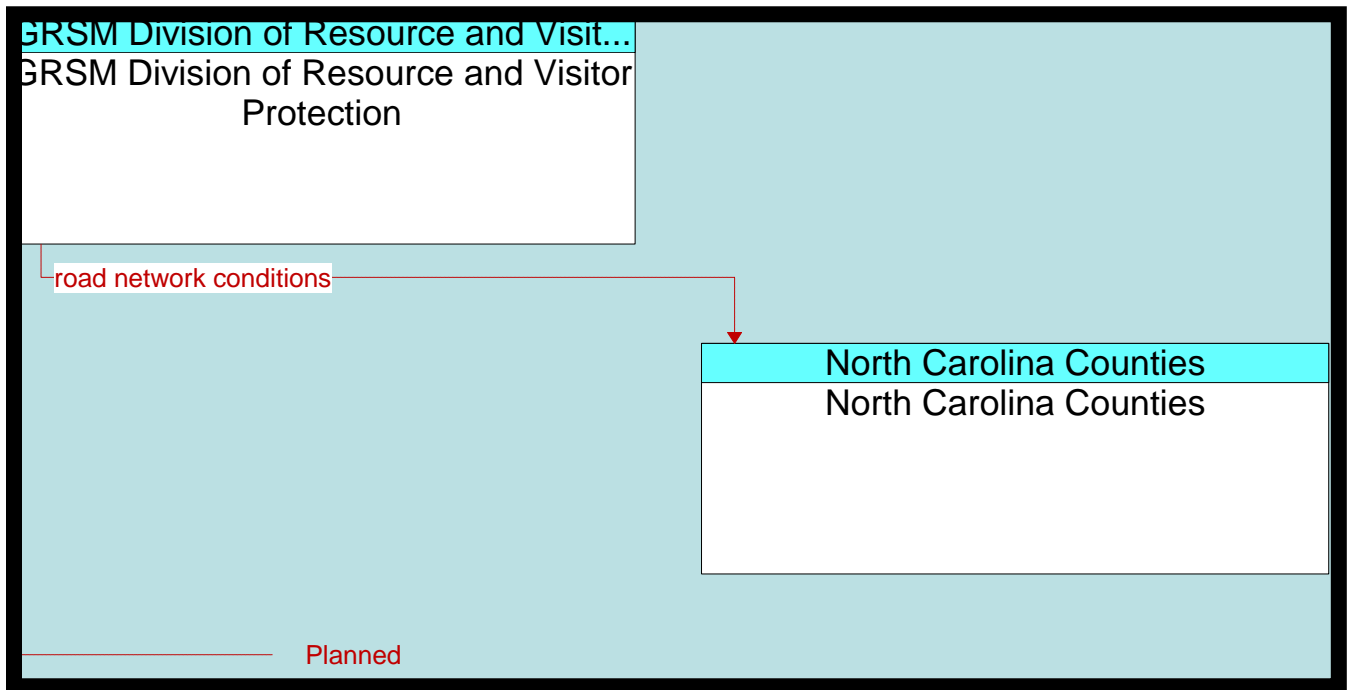 GRSM Division of Resource and Visit...
GRSM Division of Resource and Visitor
Protection
road network conditions
North Carolina Counties
North Carolina Counties
Planned